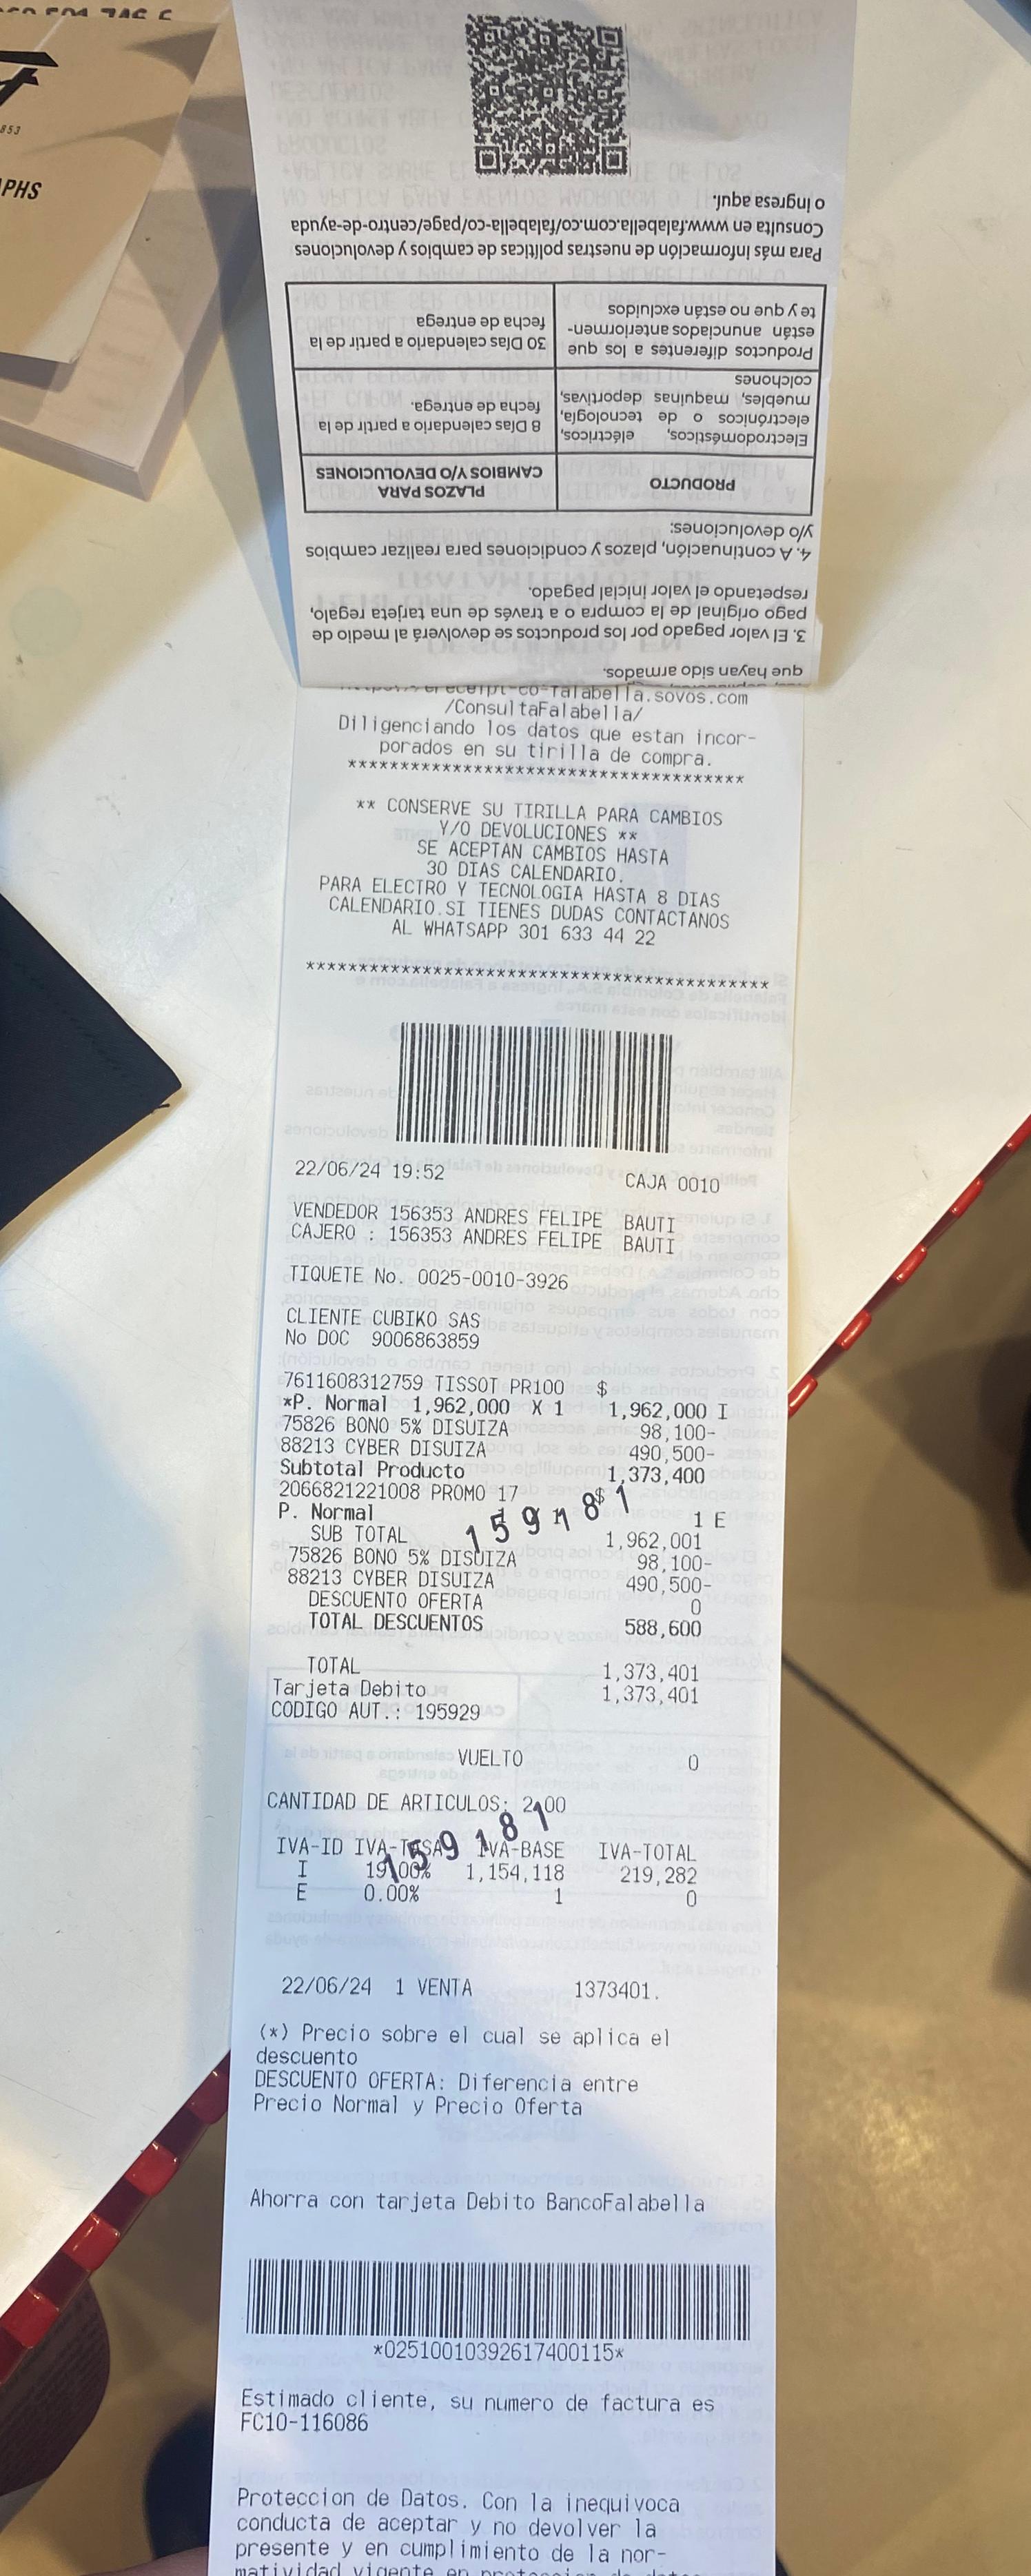 853
PHS
que hayan sido armados.
3. El valor pagado por los productos se devolverá al medio de
pago original de la compra o a través de una tarjeta regalo,
respetando el valor inicial pagado.
4. A continuación, plazos y condiciones para realizar cambios
y/o devoluciones:
PRODUCTO
PLAZOS PARA
CAMBIOS Y/O DEVOLUCIONES
Electrodomésticos, eléctricos,
electrónicos o de tecnología,
muebles, maquinas deportivas,
colchones
8 Días calendario a partir de la
fecha de entrega.
Productos diferentes a los que
están anunciados anteriormen-
te y que no están excluidos
30 Días calendario a partir de la
fecha de entrega
Para más información de nuestras políticas de cambios y devoluciones
Consulta en www.falabella.com.co/falabella-co/page/centro-de-ayuda
o ingresa aquí.
falabella.sovos.com
/ConsultaFalabella/
Diligenciando los datos que estan incor-
porados en su tirilla de compra.
**************************************
** CONSERVE SU TIRILLA PARA CAMBIOS
Y/O DEVOLUCIONES **
SE ACEPTAN CAMBIOS HASTA
30 DIAS CALENDARIO.
PARA ELECTRO Y TECNOLOGIA HASTA 8 DIAS
CALENDARIO.SI TIENES DUDAS CONTACTANOS
AL WHATSAPP 301 633 44 22
********************************************
22/06/24 19:52 CAJA 0010
VENDEDOR 156353 ANDRES FELIPE BAUTI
CAJERO : 156353 ANDRES FELIPE BAUTI
TIQUETE No. 0025-0010-3926
CLIENTE CUBIKO SAS
No DOC 9006863859
7611608312759 TISSOT PR100 $
*P. Normal 1,962,000 X 1 1,962,000 I
75826 BONO 5% DISUIZA 98,100-
88213 CYBER DISUIZA 490,500-
Subtotal Producto 1,373,400
2066821221008 PROMO 17 $
159181
P. Normal 1 E
SUB TOTAL 1,962,001
75826 BONO 5% DISUIZA 98,100-
88213 CYBER DISUIZA 490,500-
DESCUENTO OFERTA 0
TOTAL DESCUENTOS 588,600
TOTAL 1,373,401
Tarjeta Debito 1,373,401
CODIGO AUT.: 195929
VUELTO 0
CANTIDAD DE ARTICULOS: 2.00
159181
IVA-ID IVA-TASA IVA-BASE IVA-TOTAL
I 19.00% 1,154,118 219,282
E 0.00% 1 0
22/06/24 1 VENTA 1373401.
(*) Precio sobre el cual se aplica el
descuento
DESCUENTO OFERTA: Diferencia entre
Precio Normal y Precio Oferta
Ahorra con tarjeta Debito BancoFalabella
*02510010392617400115*
Estimado cliente, su numero de factura es
FC10-116086
Proteccion de Datos. Con la inequivoca
conducta de aceptar y no devolver la
presente y en cumplimiento de la nor-
matividad vigente en proteccion de datos